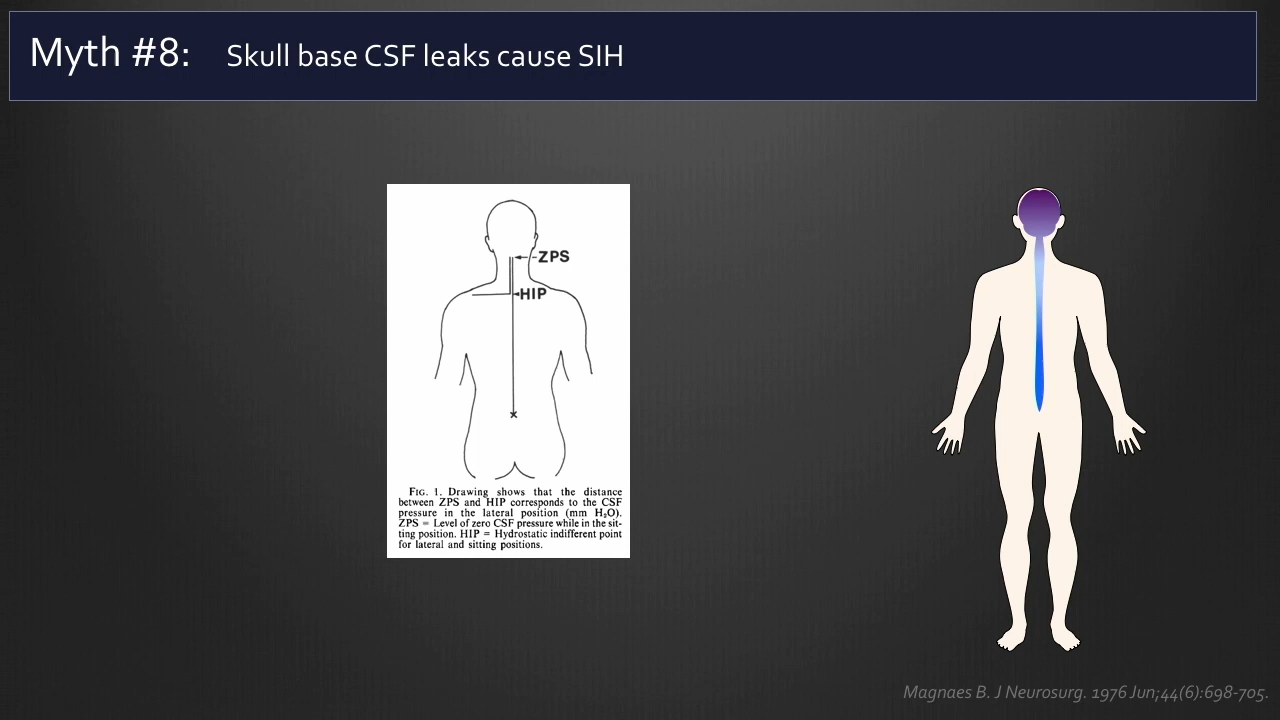 Myth #8: Skull base CSF leaks cause SIH
ZPS
HIP
FIG. 1. Drawing shows that the distance
between ZPS and HIP corresponds to the CSF
pressure in the lateral position (mm H₂O).
ZPS = Level of zero CSF pressure while in the sit-
ting position. HIP = Hydrostatic indifferent point
for lateral and sitting positions.
Magnaes B. J Neurosurg. 1976 Jun;44(6):698-705.